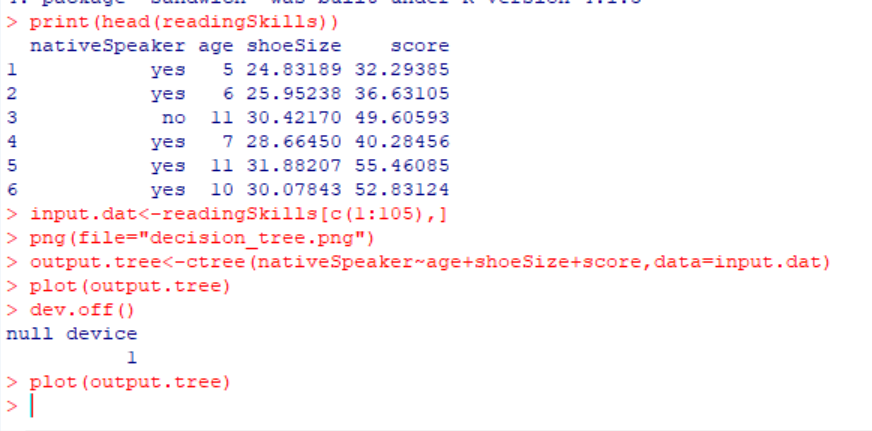 > print(head(readingSkills))
  nativeSpeaker age shoeSize    score
1           yes   5 24.83189 32.29385
2           yes   6 25.95238 36.63105
3            no  11 30.42170 49.60593
4           yes   7 28.66450 40.28456
5           yes  11 31.88207 55.46085
6           yes  10 30.07843 52.83124
> input.dat<-readingSkills[c(1:105),]
> png(file="decision_tree.png")
> output.tree<-ctree(nativeSpeaker~age+shoeSize+score,data=input.dat)
> plot(output.tree)
> dev.off()
null device
          1
> plot(output.tree)
>